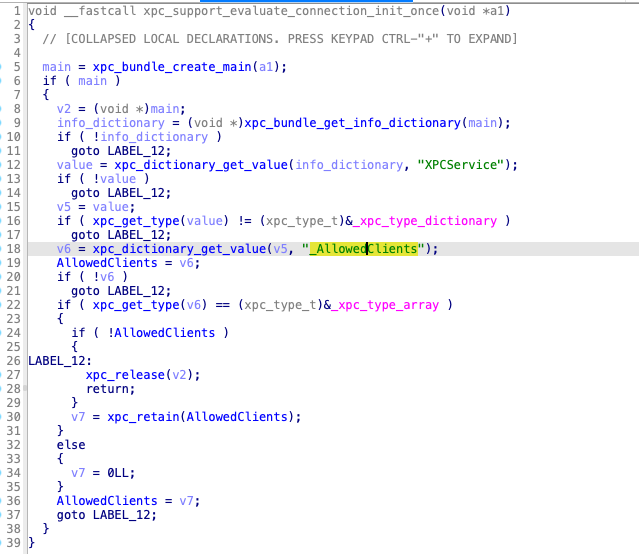 1 void __fastcall xpc_support_evaluate_connection_init_once(void *a1)
2 {
3   // [COLLAPSED LOCAL DECLARATIONS. PRESS KEYPAD CTRL-"+" TO EXPAND]
4
5   main = xpc_bundle_create_main(a1);
6   if ( main )
7   {
8     v2 = (void *)main;
9     info_dictionary = (void *)xpc_bundle_get_info_dictionary(main);
10     if ( !info_dictionary )
11       goto LABEL_12;
12     value = xpc_dictionary_get_value(info_dictionary, "XPCService");
13     if ( !value )
14       goto LABEL_12;
15     v5 = value;
16     if ( xpc_get_type(value) != (xpc_type_t)&_xpc_type_dictionary )
17       goto LABEL_12;
18     v6 = xpc_dictionary_get_value(v5, "_AllowedClients");
19     AllowedClients = v6;
20     if ( !v6 )
21       goto LABEL_12;
22     if ( xpc_get_type(v6) == (xpc_type_t)&_xpc_type_array )
23     {
24       if ( !AllowedClients )
25       {
26 LABEL_12:
27         xpc_release(v2);
28         return;
29       }
30       v7 = xpc_retain(AllowedClients);
31     }
32     else
33     {
34       v7 = 0LL;
35     }
36     AllowedClients = v7;
37     goto LABEL_12;
38   }
39 }